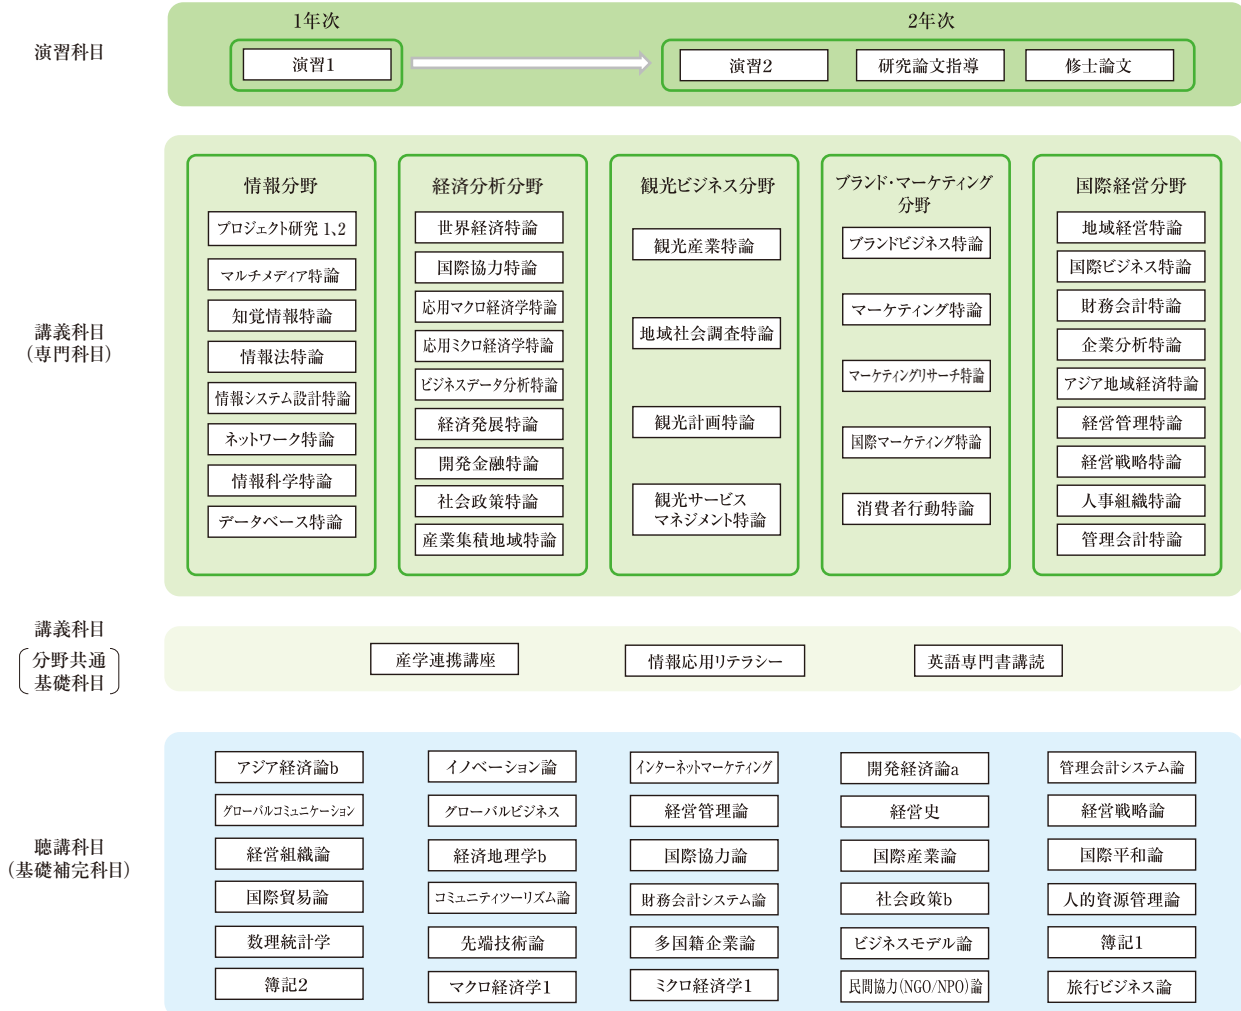 1年次
2年次
演習科目
演習1
演習2
研究論文指導
修士論文
講義科目
(専門科目)
情報分野
プロジェクト研究 1、2
マルチメディア特論
知覚情報特論
情報法特論
情報システム設計特論
ネットワーク特論
情報科学特論
データベース特論
経済分析分野
世界経済特論
国際協力特論
応用マクロ経済学特論
応用ミクロ経済学特論
ビジネスデータ分析特論
経済発展特論
開発金融特論
社会政策特論
産業集積地域特論
観光ビジネス分野
観光産業特論
地域社会調査特論
観光計画特論
観光サービス
マネジメント特論
ブランド・マーケティング
分野
ブランドビジネス特論
マーケティング特論
マーケティングリサーチ特論
国際マーケティング特論
消費者行動特論
国際経営分野
地域経営特論
国際ビジネス特論
財務会計特論
企業分析特論
アジア地域経済特論
経営管理特論
経営戦略特論
人事組織特論
管理会計特論
講義科目
分野共通
基礎科目
産学連携講座
情報応用リテラシー
英語専門書講読
聴講科目
(基礎補完科目)
アジア経済論b
イノベーション論
インターネットマーケティング
開発経済論a
管理会計システム論
グローバルコミュニケーション
グローバルビジネス
経営管理論
経営史
経営戦略論
経営組織論
経済地理学b
国際協力論
国際産業論
国際平和論
国際貿易論
コミュニティツーリズム論
財務会計システム論
社会政策b
人的資源管理論
数理統計学
先端技術論
多国籍企業論
ビジネスモデル論
簿記1
簿記2
マクロ経済学1
ミクロ経済学1
民間協力(NGO/NPO)論
旅行ビジネス論